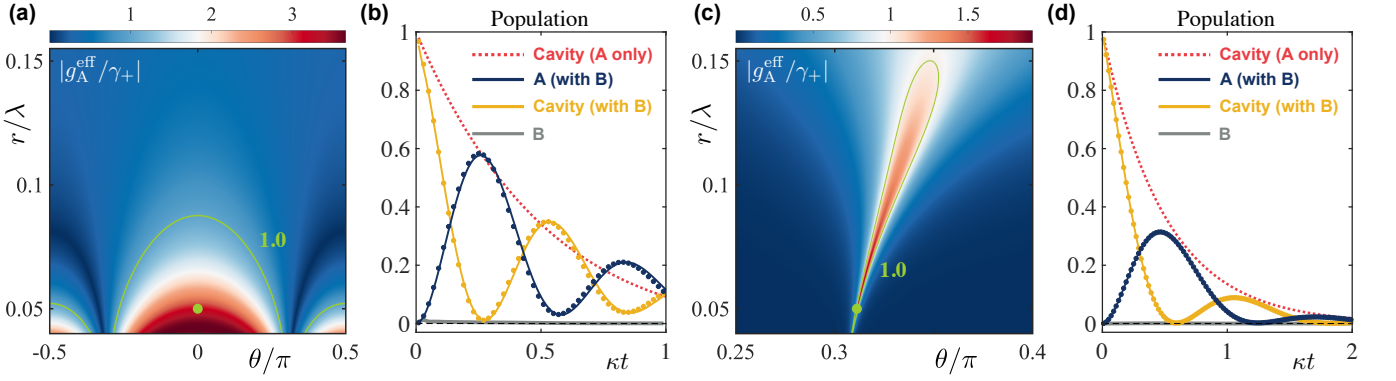 (a)
1 2 3
|g_A^eff/γ_+|
0.15
0.1
0.05
r/λ
1.0
-0.5 0 0.5
θ/π
(b)
Population
1
0.8
0.6
0.4
0.2
0
Cavity (A only)
A (with B)
Cavity (with B)
B
0 0.5 1
κt
(c)
0.5 1 1.5
|g_A^eff/γ_+|
0.15
0.1
0.05
r/λ
1.0
0.25 0.3 0.4
θ/π
(d)
Population
1
0.8
0.6
0.4
0.2
0
Cavity (A only)
A (with B)
Cavity (with B)
B
0 1 2
κt